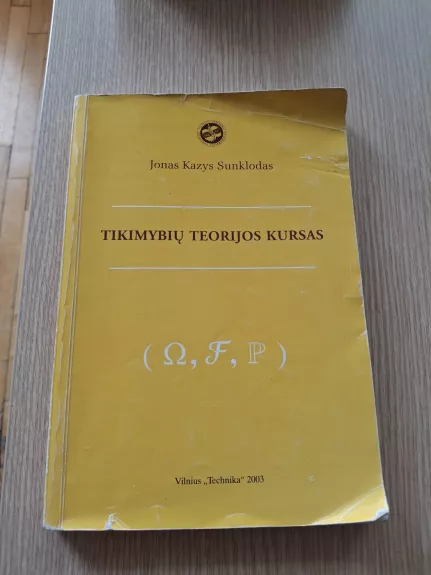 Jonas Kazys Sunklodas
TIKIMYBIŲ TEORIJOS KURSAS
( Ω, ℱ, ℙ )
Vilnius „Technika“ 2003